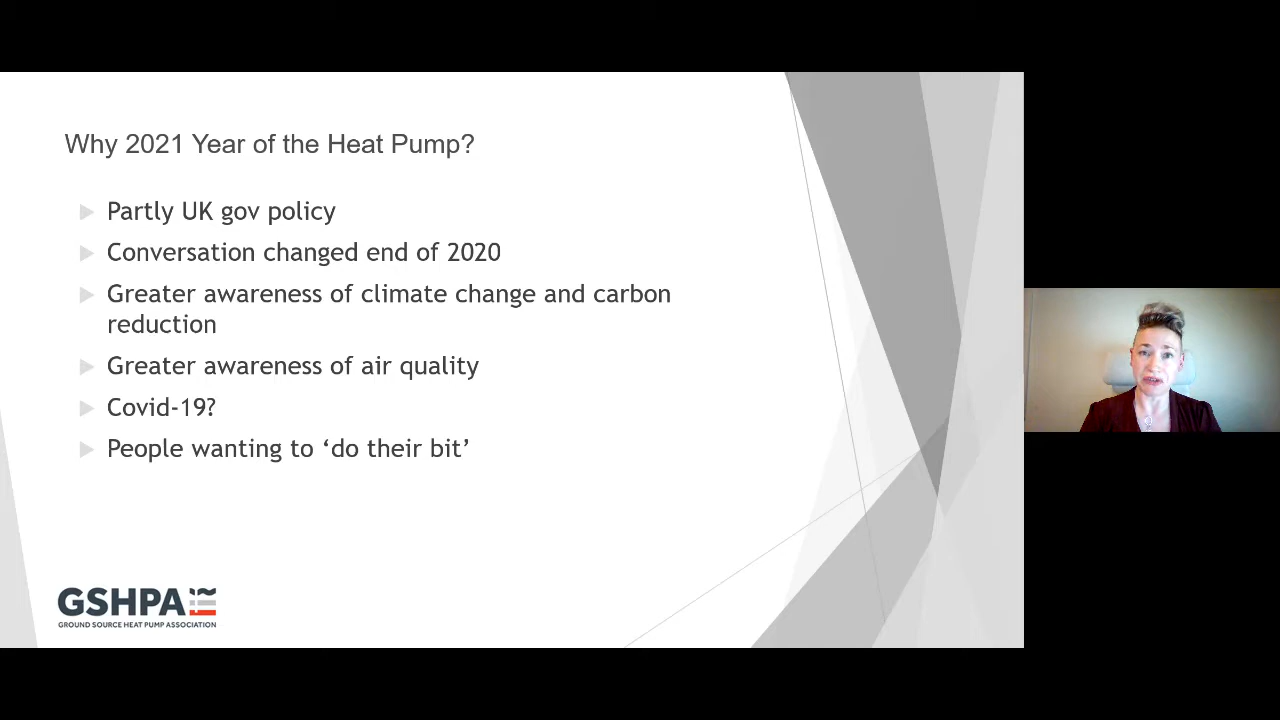 Why 2021 Year of the Heat Pump?
Partly UK gov policy
Conversation changed end of 2020
Greater awareness of climate change and carbon
reduction
Greater awareness of air quality
Covid-19?
People wanting to ‘do their bit’
GSHPA
GROUND SOURCE HEAT PUMP ASSOCIATION